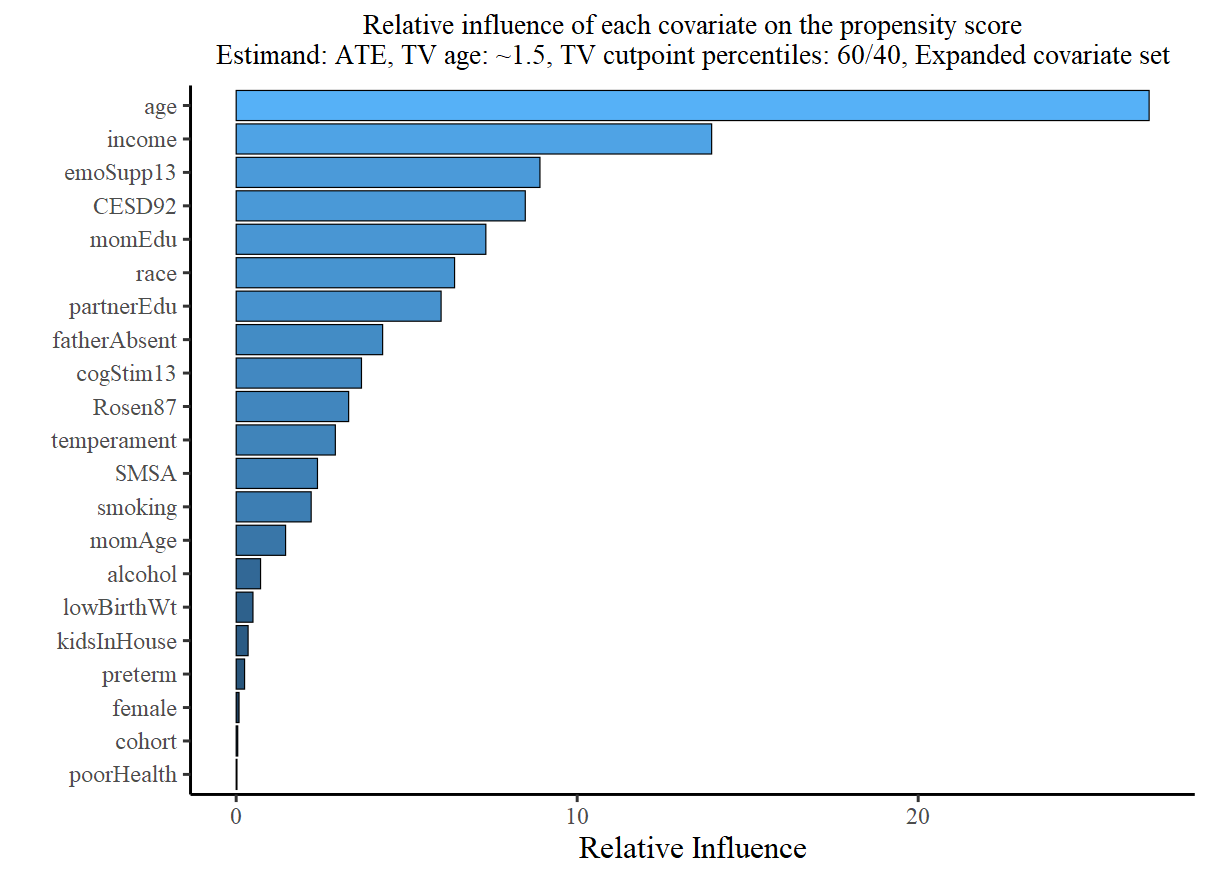 Relative influence of each covariate on the propensity score
Estimand: ATE, TV age: ~1.5, TV cutpoint percentiles: 60/40, Expanded covariate set
age
income
emoSupp13
CESD92
momEdu
race
partnerEdu
fatherAbsent
cogStim13
Rosen87
temperament
SMSA
smoking
momAge
alcohol
lowBirthWt
kidsInHouse
preterm
female
cohort
poorHealth
0 10 20
Relative Influence